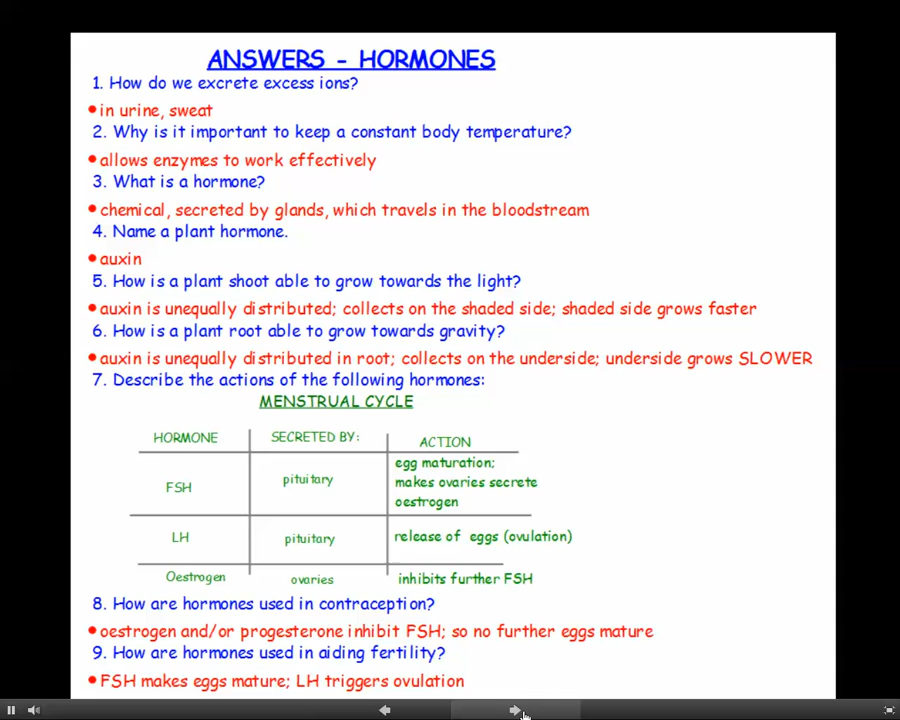 ANSWERS - HORMONES
1. How do we excrete excess ions?
• in urine, sweat
2. Why is it important to keep a constant body temperature?
• allows enzymes to work effectively
3. What is a hormone?
• chemical, secreted by glands, which travels in the bloodstream
4. Name a plant hormone.
• auxin
5. How is a plant shoot able to grow towards the light?
• auxin is unequally distributed; collects on the shaded side; shaded side grows faster
6. How is a plant root able to grow towards gravity?
• auxin is unequally distributed in root; collects on the underside; underside grows SLOWER
7. Describe the actions of the following hormones:
MENSTRUAL CYCLE
HORMONE SECRETED BY: ACTION
FSH pituitary egg maturation;
makes ovaries secrete
oestrogen
LH pituitary release of eggs (ovulation)
Oestrogen ovaries inhibits further FSH
8. How are hormones used in contraception?
• oestrogen and/or progesterone inhibit FSH; so no further eggs mature
9. How are hormones used in aiding fertility?
• FSH makes eggs mature; LH triggers ovulation